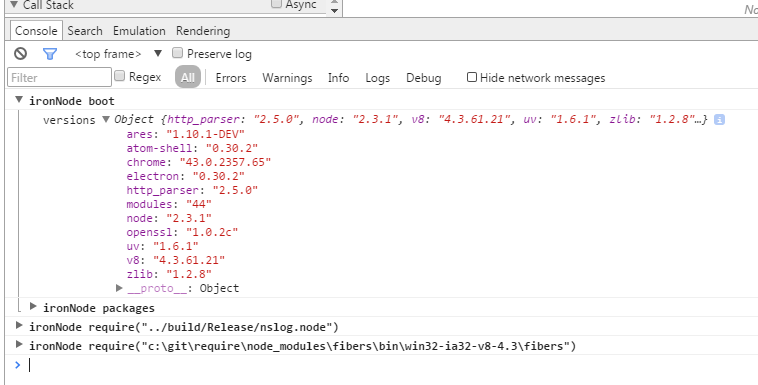 Call Stack Async No
Console Search Emulation Rendering
<top frame> Preserve log
Filter Regex All Errors Warnings Info Logs Debug Hide network messages
ironNode boot
versions Object {http_parser: "2.5.0", node: "2.3.1", v8: "4.3.61.21", uv: "1.6.1", zlib: "1.2.8"…} i
ares: "1.10.1-DEV"
atom-shell: "0.30.2"
chrome: "43.0.2357.65"
electron: "0.30.2"
http_parser: "2.5.0"
modules: "44"
node: "2.3.1"
openssl: "1.0.2c"
uv: "1.6.1"
v8: "4.3.61.21"
zlib: "1.2.8"
__proto__: Object
ironNode packages
ironNode require("../build/Release/nslog.node")
ironNode require("c:\git\require\node_modules\fibers\bin\win32-ia32-v8-4.3\fibers")
>